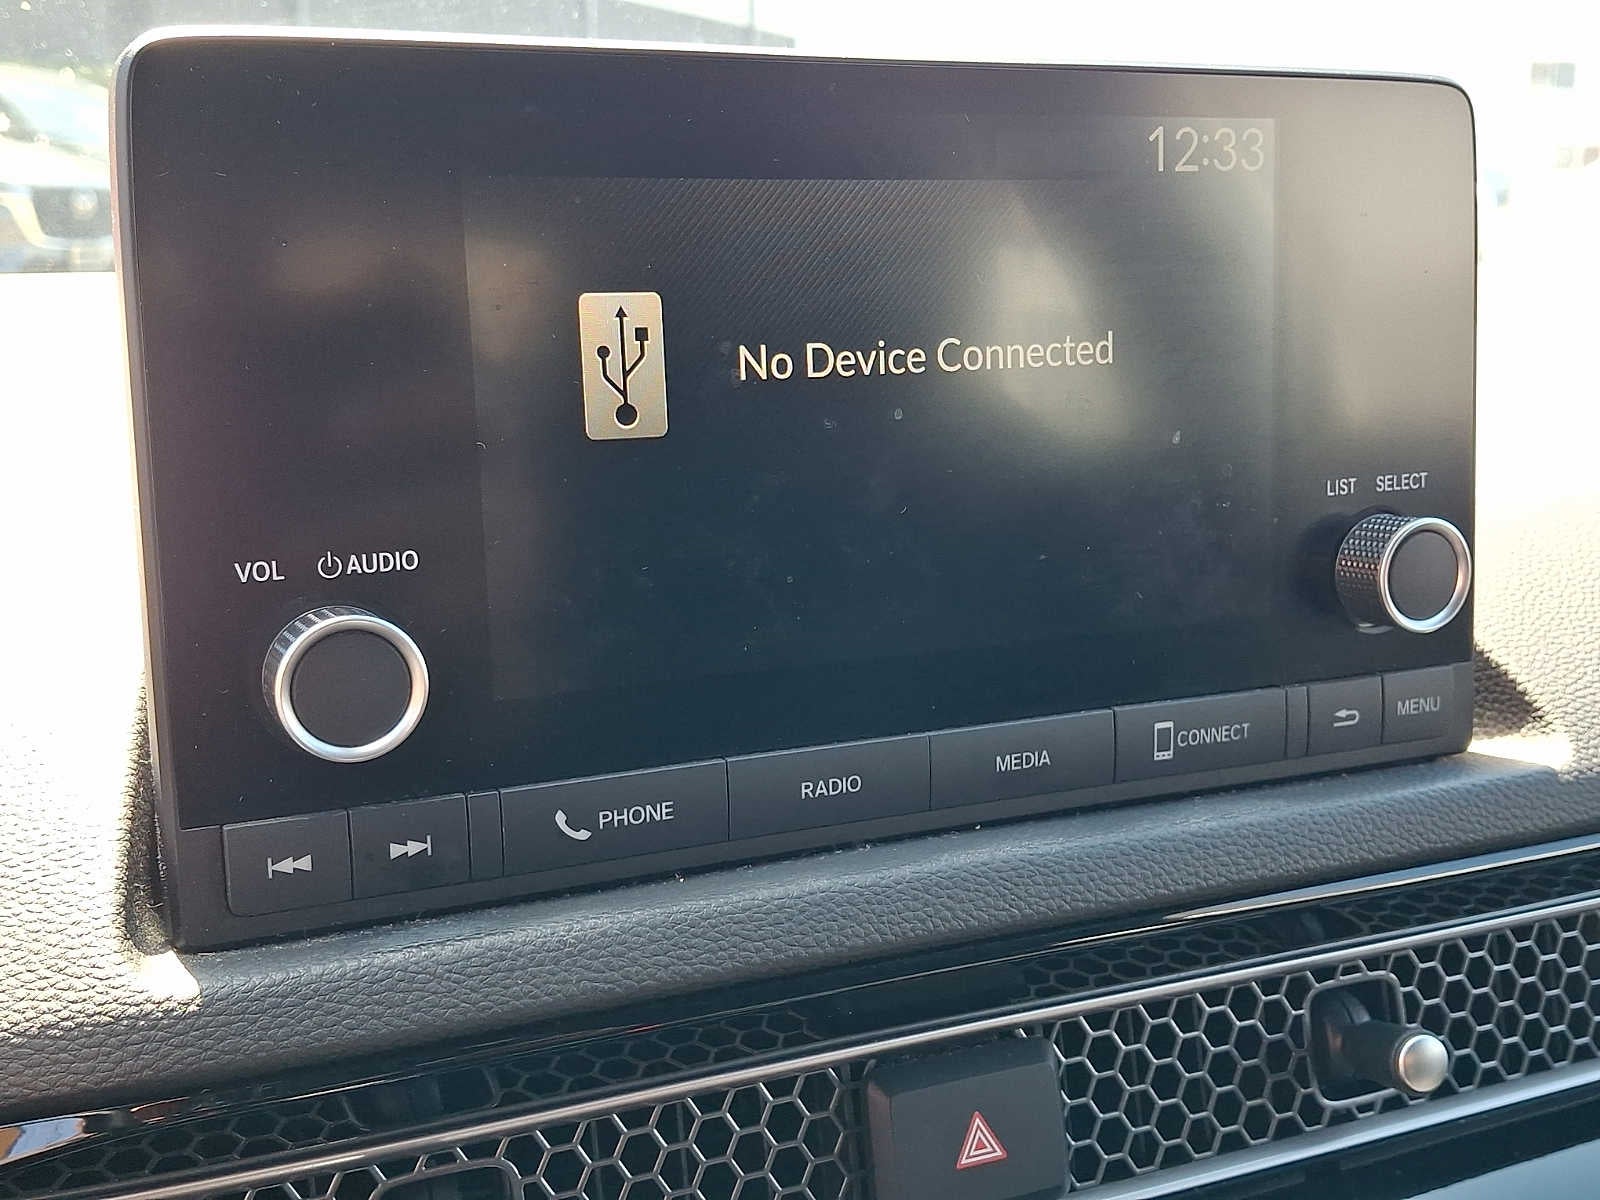 12:33
No Device Connected
LIST SELECT
VOL AUDIO
PHONE
RADIO
MEDIA
CONNECT
MENU